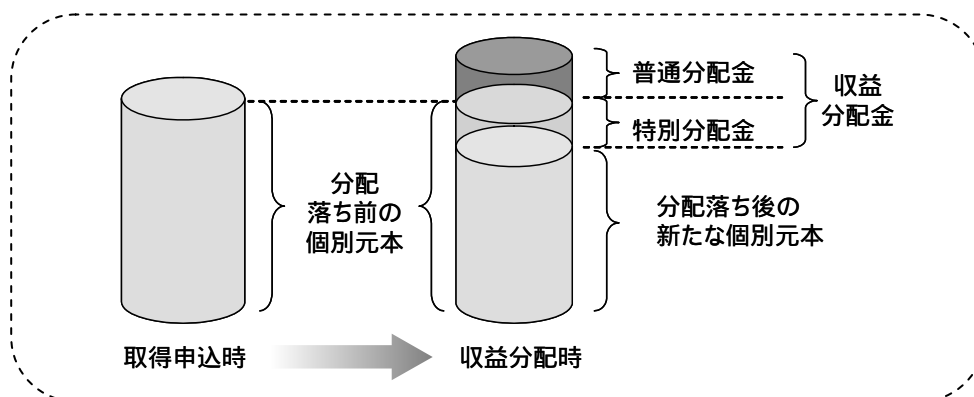 普通分配金
収益
分配金
特別分配金
分配
落ち前の
個別元本
分配落ち後の
新たな個別元本
取得申込時
収益分配時